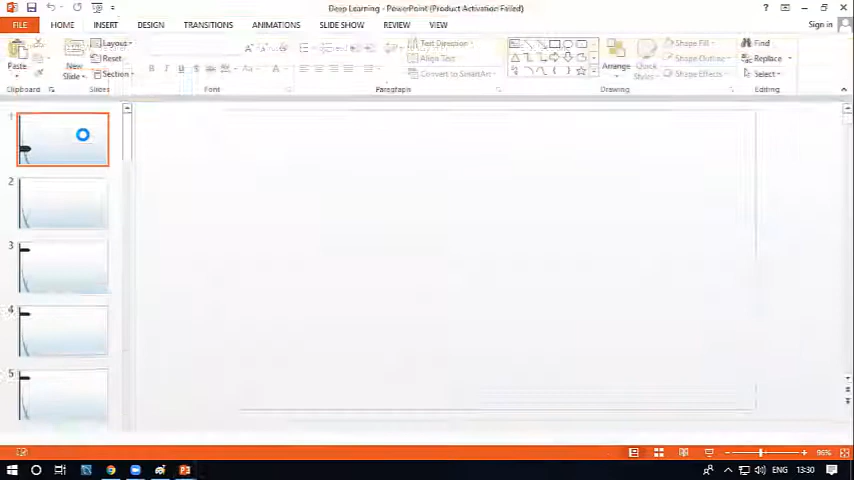 Deep Learning - PowerPoint (Product Activation Failed)
FILE HOME INSERT DESIGN TRANSITIONS ANIMATIONS SLIDE SHOW REVIEW VIEW
Sign in
Paste
New
Slide
Layout
Reset
Section
B I U S
Aa
A
Text Direction
Align Text
Convert to SmartArt
Arrange
Quick
Styles
Shape Fill
Shape Outline
Shape Effects
Find
Replace
Select
Clipboard Slides Font Paragraph Drawing Editing
1
2
3
4
5
96%
ENG 13:30